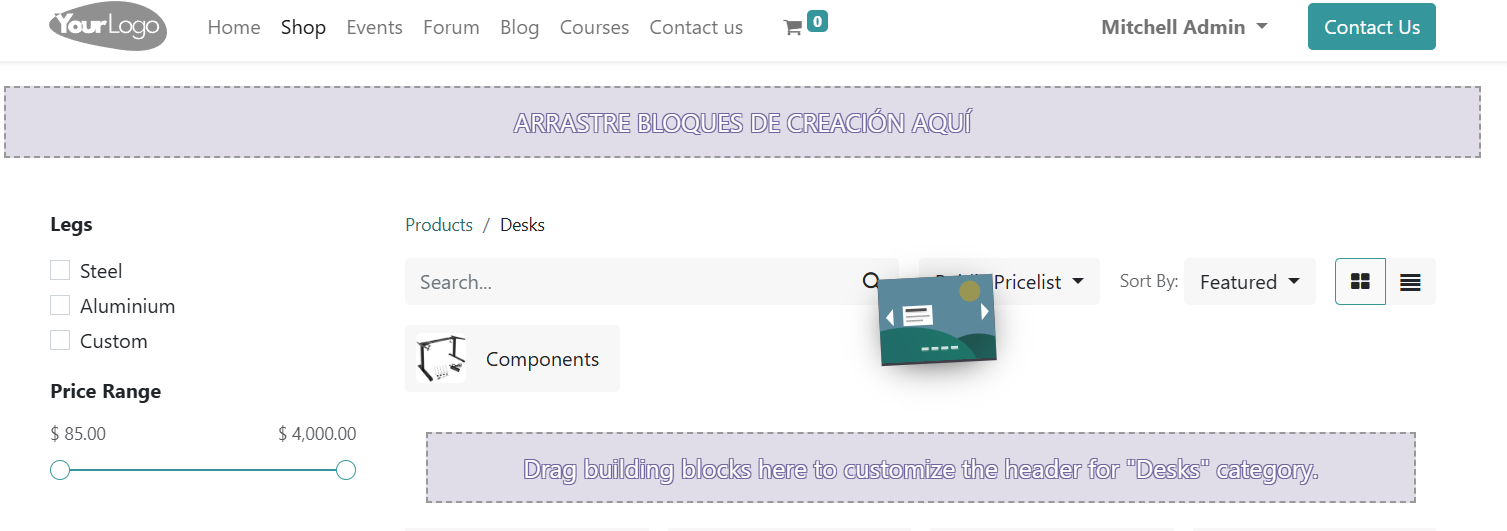 YourLogo
Home Shop Events Forum Blog Courses Contact us 0 Mitchell Admin Contact Us
ARRASTRE BLOQUES DE CREACIÓN AQUÍ
Legs
Steel
Aluminium
Custom
Price Range
$ 85.00 $ 4,000.00
Products / Desks
Search... Pricelist Sort By: Featured
Components
Drag building blocks here to customize the header for "Desks" category.